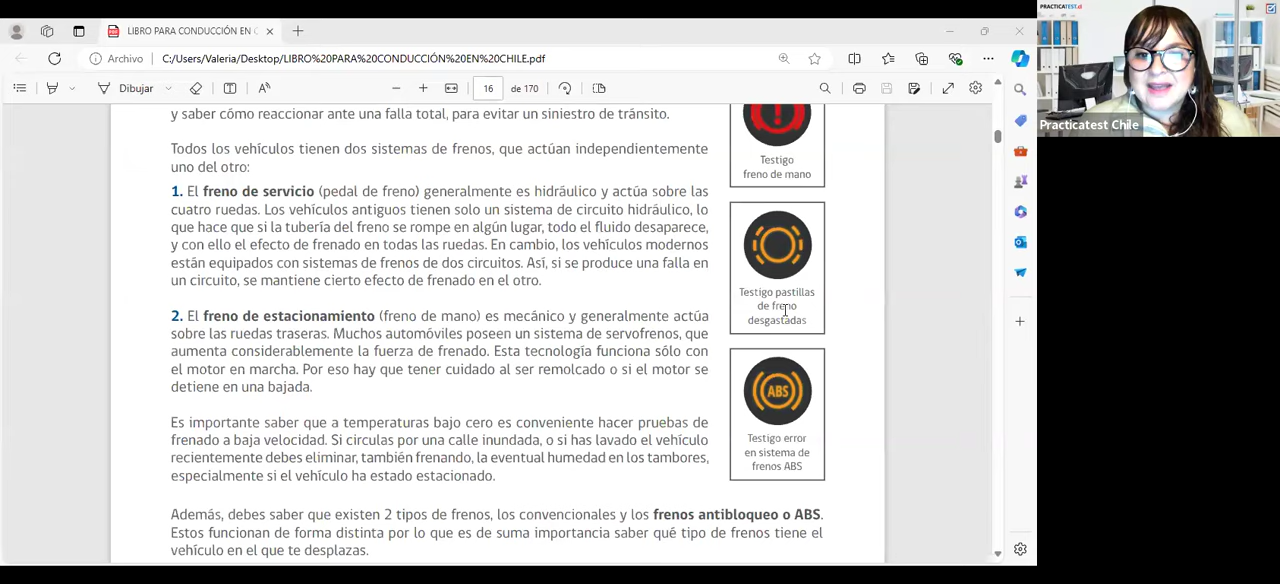 LIBRO PARA CONDUCCIÓN EN C
Archivo
C:/Users/Valeria/Desktop/LIBRO%20PARA%20CONDUCCIÓN%20EN%20CHILE.pdf
Dibujar
16
de 170
PRACTICATEST.cl
Practicatest Chile
y saber cómo reaccionar ante una falla total, para evitar un siniestro de tránsito.
Todos los vehículos tienen dos sistemas de frenos, que actúan independientemente
uno del otro:
1. El freno de servicio (pedal de freno) generalmente es hidráulico y actúa sobre las
cuatro ruedas. Los vehículos antiguos tienen solo un sistema de circuito hidráulico, lo
que hace que si la tubería del freno se rompe en algún lugar, todo el fluido desaparece,
y con ello el efecto de frenado en todas las ruedas. En cambio, los vehículos modernos
están equipados con sistemas de frenos de dos circuitos. Así, si se produce una falla en
un circuito, se mantiene cierto efecto de frenado en el otro.
2. El freno de estacionamiento (freno de mano) es mecánico y generalmente actúa
sobre las ruedas traseras. Muchos automóviles poseen un sistema de servofrenos, que
aumenta considerablemente la fuerza de frenado. Esta tecnología funciona sólo con
el motor en marcha. Por eso hay que tener cuidado al ser remolcado o si el motor se
detiene en una bajada.
Es importante saber que a temperaturas bajo cero es conveniente hacer pruebas de
frenado a baja velocidad. Si circulas por una calle inundada, o si has lavado el vehículo
recientemente debes eliminar, también frenando, la eventual humedad en los tambores,
especialmente si el vehículo ha estado estacionado.
Además, debes saber que existen 2 tipos de frenos, los convencionales y los frenos antibloqueo o ABS.
Estos funcionan de forma distinta por lo que es de suma importancia saber qué tipo de frenos tiene el
vehículo en el que te desplazas.
Testigo
freno de mano
Testigo pastillas
de freno
desgastadas
ABS
Testigo error
en sistema de
frenos ABS